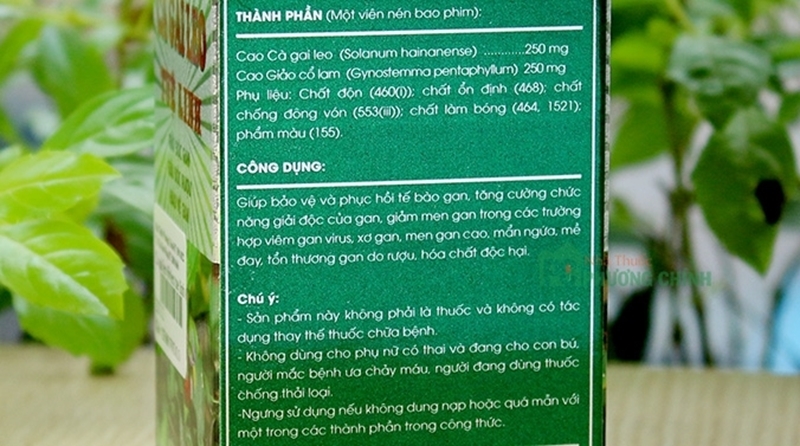 THÀNH PHẦN (Một viên nén bao phim):
Cao Cà gai leo (Solanum hainanense) ............250 mg
Cao Giảo cổ lam (Gynostemma pentaphyllum) 250 mg
Phụ liệu: Chất độn (460(i)); chất ổn định (468); chất
chống đông vón (553(iii)); chất làm bóng (464, 1521);
phẩm màu (155).
CÔNG DỤNG:
Giúp bảo vệ và phục hồi tế bào gan, tăng cường chức
năng giải độc của gan, giảm men gan trong các trường
hợp viêm gan virus, xơ gan, men gan cao, mẩn ngứa, mề
đay, tổn thương gan do rượu, hóa chất độc hại.
Chú ý:
- Sản phẩm này không phải là thuốc và không có tác
dụng thay thế thuốc chữa bệnh.
- Không dùng cho phụ nữ có thai và đang cho con bú,
người mắc bệnh ưa chảy máu, người đang dùng thuốc
chống thải loại.
-Ngưng sử dụng nếu không dung nạp hoặc quá mẫn với
một trong các thành phần trong công thức.